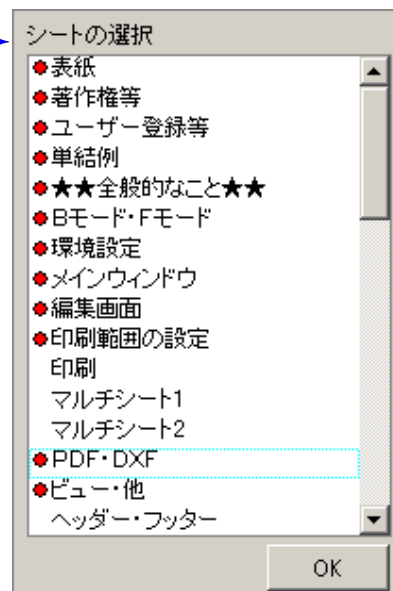 シートの選択
表紙
著作権等
ユーザー登録等
単結例
★★全般的なこと★★
Bモード・Fモード
環境設定
メインウィンドウ
編集画面
印刷範囲の設定
印刷
マルチシート1
マルチシート2
PDF・DXF
ビュー・他
ヘッダー・フッター
OK